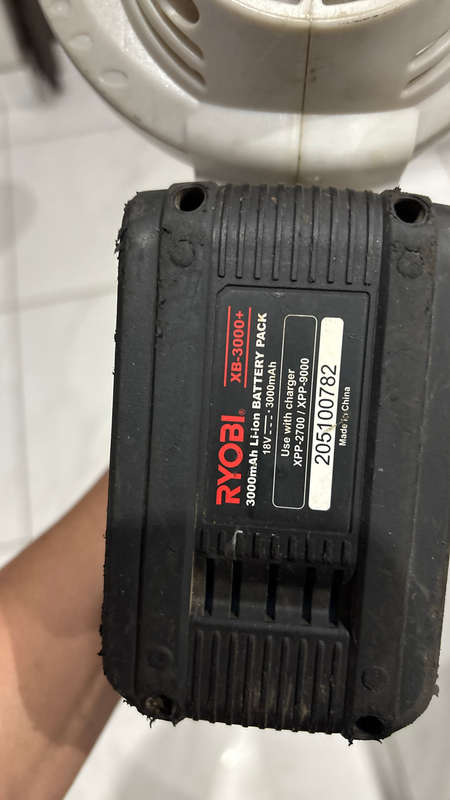 RYOBI® XB-3000+
3000mAh Li-Ion BATTERY PACK
18V⎓·3000mAh
Use with charger
XPP-2700 / XPP-9000
205100782
Made in China